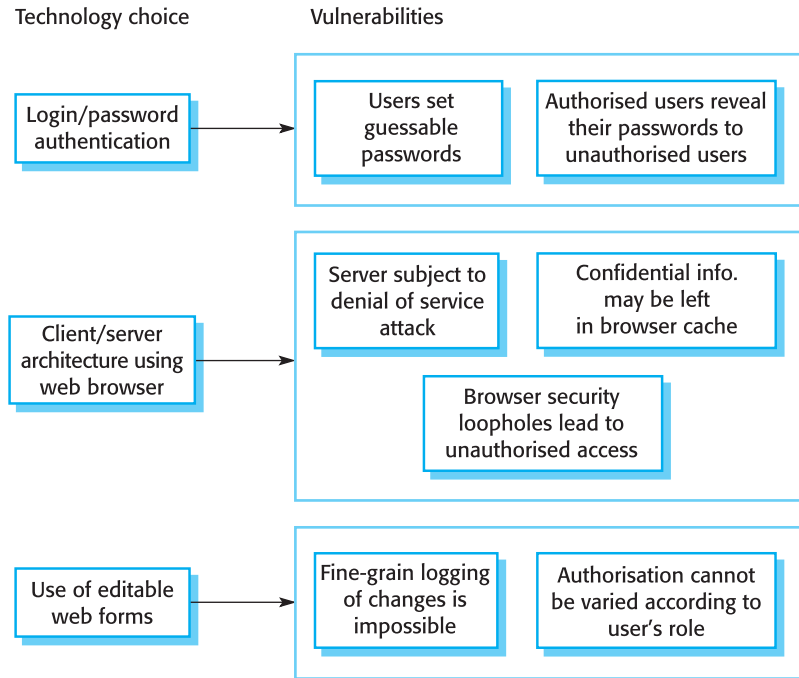 Technology choice
Vulnerabilities
Login/password
authentication
Users set
guessable
passwords
Authorised users reveal
their passwords to
unauthorised users
Client/server
architecture using
web browser
Server subject to
denial of service
attack
Confidential info.
may be left
in browser cache
Browser security
loopholes lead to
unauthorised access
Use of editable
web forms
Fine-grain logging
of changes is
impossible
Authorisation cannot
be varied according to
user’s role